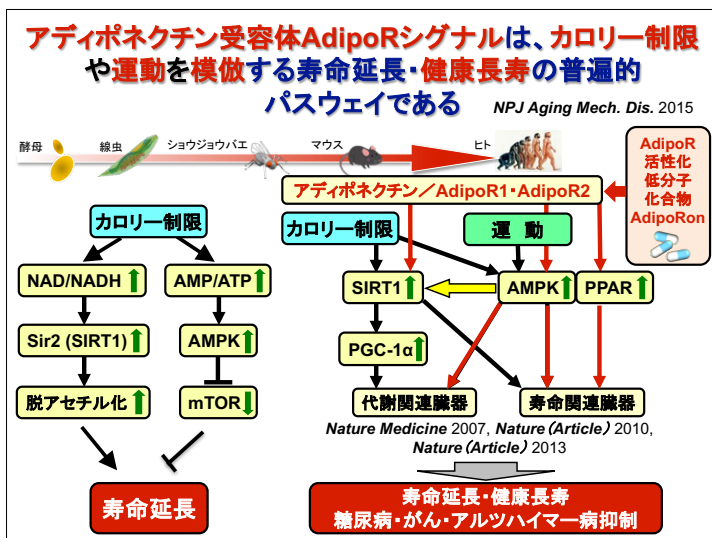 アディポネクチン受容体AdipoRシグナルは、カロリー制限
や運動を模倣する寿命延長・健康長寿の普遍的
パスウェイである
NPJ Aging Mech. Dis. 2015
酵母
線虫
ショウジョウバエ
マウス
ヒト
AdipoR
活性化
低分子
化合物
AdipoRon
アディポネクチン／AdipoR1・AdipoR2
カロリー制限
NAD/NADH
AMP/ATP
Sir2 (SIRT1)
AMPK
脱アセチル化
mTOR
寿命延長
カロリー制限
運 動
SIRT1
AMPK
PPAR
PGC-1α
代謝関連臓器
寿命関連臓器
Nature Medicine 2007, Nature（Article）2010,
Nature（Article）2013
寿命延長・健康長寿
糖尿病・がん・アルツハイマー病抑制